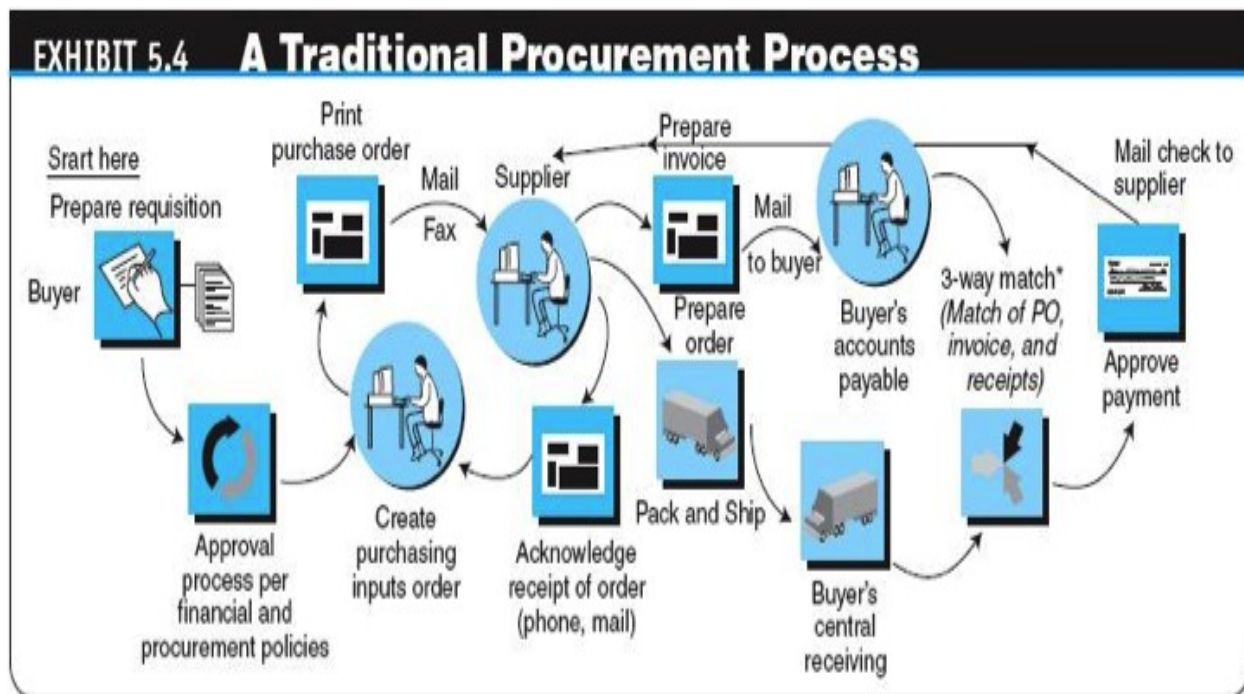 EXHIBIT 5.4 A Traditional Procurement Process
Srart here
Prepare requisition
Buyer
Approval
process per
financial and
procurement policies
Create
purchasing
inputs order
Print
purchase order
Mail
Fax
Supplier
Acknowledge
receipt of order
(phone, mail)
Prepare
invoice
Mail
to buyer
Prepare
order
Pack and Ship
Buyer's
accounts
payable
Buyer's
central
receiving
3-way match*
(Match of PO,
invoice, and
receipts)
Approve
payment
Mail check to
supplier